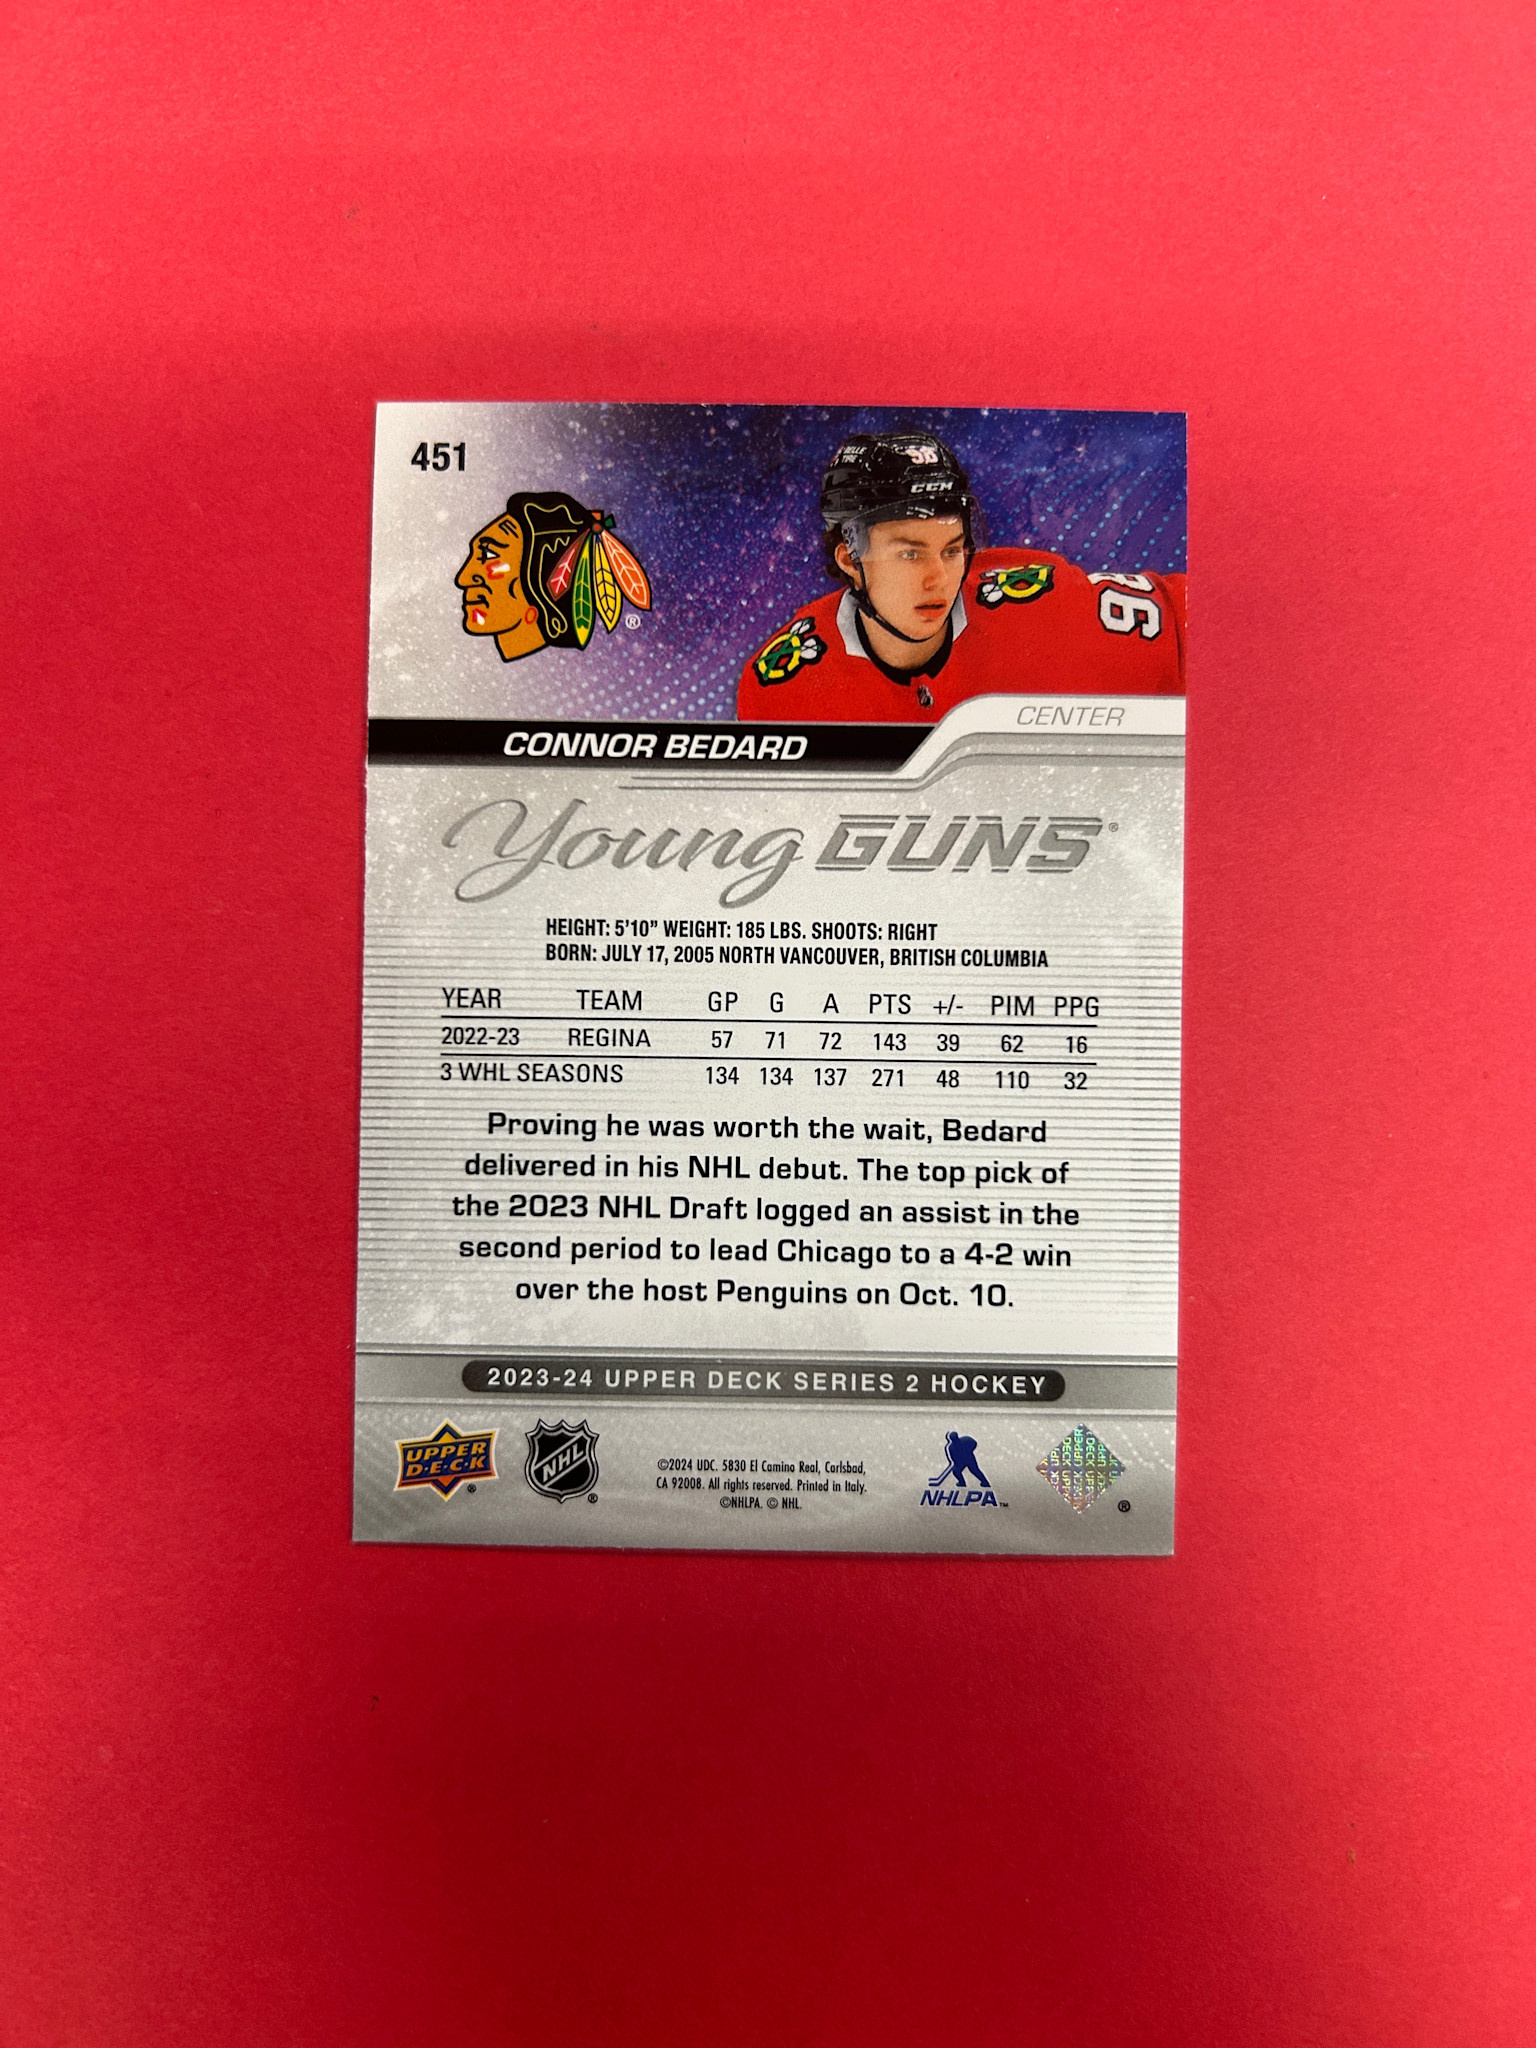 451
BELLE
TIRE
98
CCM
98
®
CENTER
CONNOR BEDARD
Young GUNS®
HEIGHT: 5'10" WEIGHT: 185 LBS. SHOOTS: RIGHT
BORN: JULY 17, 2005 NORTH VANCOUVER, BRITISH COLUMBIA
YEAR TEAM GP G A PTS +/- PIM PPG
2022-23 REGINA 57 71 72 143 39 62 16
3 WHL SEASONS 134 134 137 271 48 110 32
Proving he was worth the wait, Bedard
delivered in his NHL debut. The top pick of
the 2023 NHL Draft logged an assist in the
second period to lead Chicago to a 4-2 win
over the host Penguins on Oct. 10.
2023-24 UPPER DECK SERIES 2 HOCKEY
UPPER
D·E·C·K®
NHL®
©2024 UDC. 5830 El Camino Real, Carlsbad,
CA 92008. All rights reserved. Printed in Italy.
©NHLPA. © NHL.
NHLPA™
UPPER DECK
®